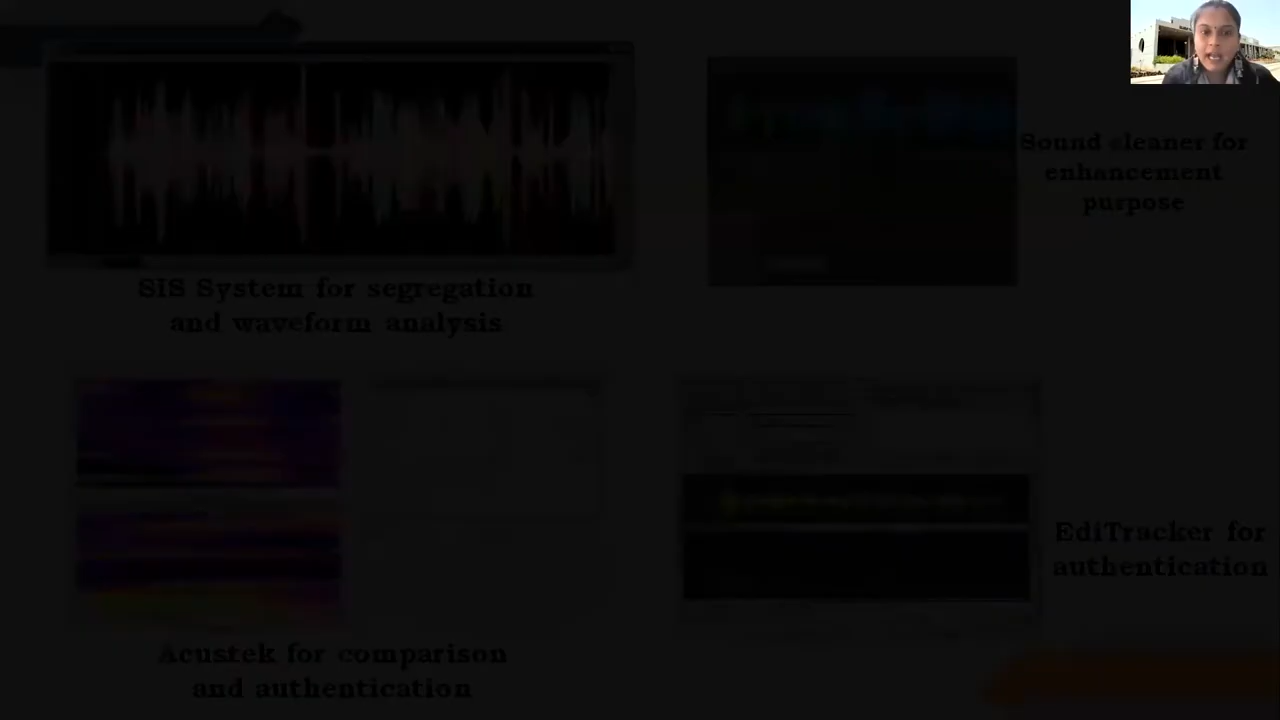 Sound cleaner for
enhancement
purpose
SIS System for segregation
and waveform analysis
EdiTracker for
authentication
Acustek for comparison
and authentication